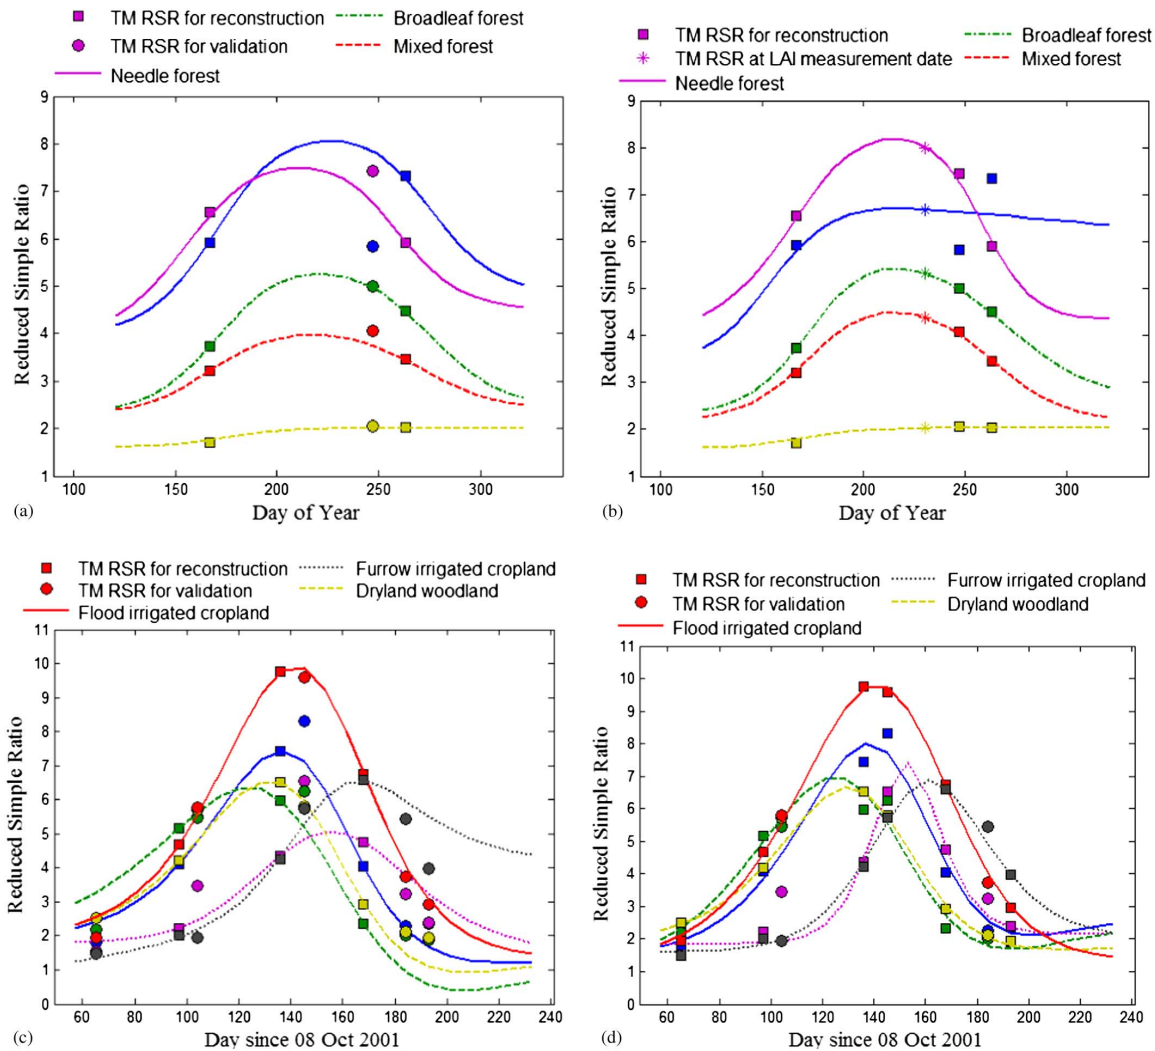 TM RSR for reconstruction
Broadleaf forest
TM RSR for validation
Mixed forest
Needle forest
9
8
7
6
5
4
3
2
1
100 150 200 250 300
Reduced Simple Ratio
Day of Year
(a)
TM RSR for reconstruction
Broadleaf forest
TM RSR at LAI measurement date
Mixed forest
Needle forest
9
8
7
6
5
4
3
2
1
100 150 200 250 300
Reduced Simple Ratio
Day of Year
(b)
TM RSR for reconstruction
Furrow irrigated cropland
TM RSR for validation
Dryland woodland
Flood irrigated cropland
11
10
9
8
7
6
5
4
3
2
1
0
60 80 100 120 140 160 180 200 220 240
Reduced Simple Ratio
Day since 08 Oct 2001
(c)
TM RSR for reconstruction
Furrow irrigated cropland
TM RSR for validation
Dryland woodland
Flood irrigated cropland
11
10
9
8
7
6
5
4
3
2
1
0
60 80 100 120 140 160 180 200 220 240
Reduced Simple Ratio
Day since 08 Oct 2001
(d)